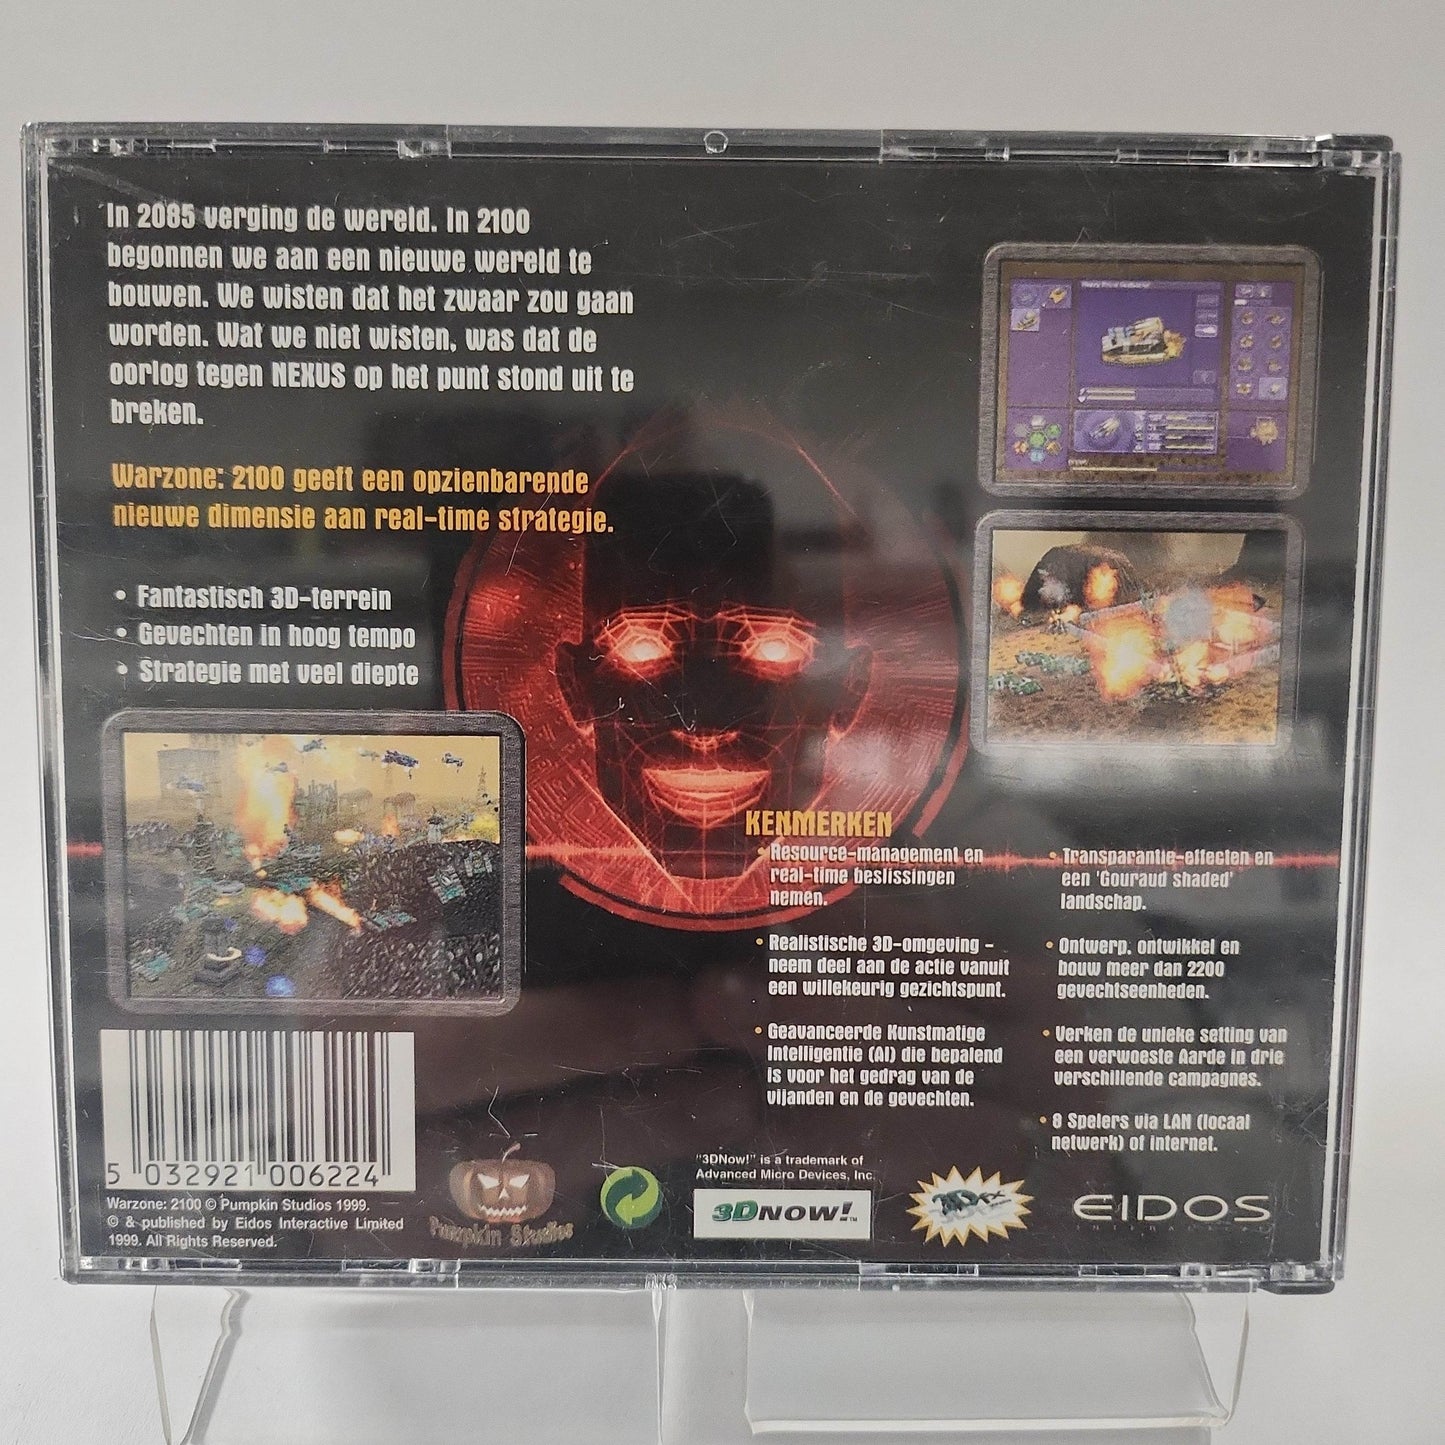 In 2085 verging de wereld. In 2100
begonnen we aan een nieuwe wereld te
bouwen. We wisten dat het zwaar zou gaan
worden. Wat we niet wisten, was dat de
oorlog tegen NEXUS op het punt stond uit te
breken.
Warzone: 2100 geeft een opzienbarende
nieuwe dimensie aan real-time strategie.
• Fantastisch 3D-terrein
• Gevechten in hoog tempo
• Strategie met veel diepte
KENMERKEN
• Resource-management en
real-time beslissingen
nemen.
• Realistische 3D-omgeving -
neem deel aan de actie vanuit
een willekeurig gezichtspunt.
• Geavanceerde Kunstmatige
Intelligentie (AI) die bepalend
is voor het gedrag van de
vijanden en de gevechten.
• Transparantie-effecten en
een 'Gouraud shaded'
landschap.
• Ontwerp, ontwikkel en
bouw meer dan 2200
gevechtseenheden.
• Verken de unieke setting van
een verwoeste Aarde in drie
verschillende campagnes.
• 8 Spelers via LAN (locaal
netwerk) of internet.
5 032921 006224
Warzone: 2100 © Pumpkin Studios 1999.
© & published by Eidos Interactive Limited
1999. All Rights Reserved.
Pumpkin Studios
"3DNow!" is a trademark of
Advanced Micro Devices, Inc.
3DNOW!™
3Dfx
EIDOS
INTERACTIVE